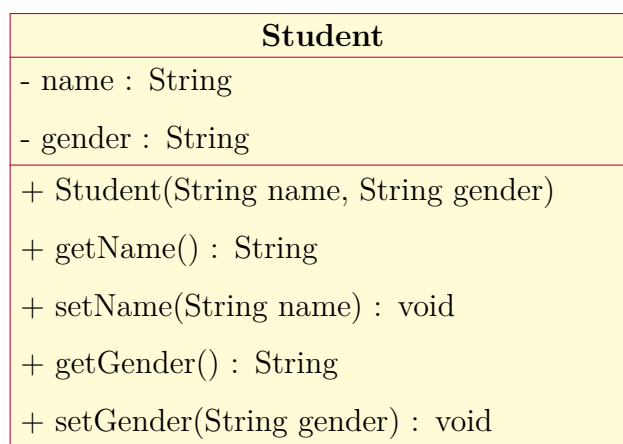 Student
- name : String
- gender : String
+ Student(String name, String gender)
+ getName() : String
+ setName(String name) : void
+ getGender() : String
+ setGender(String gender) : void